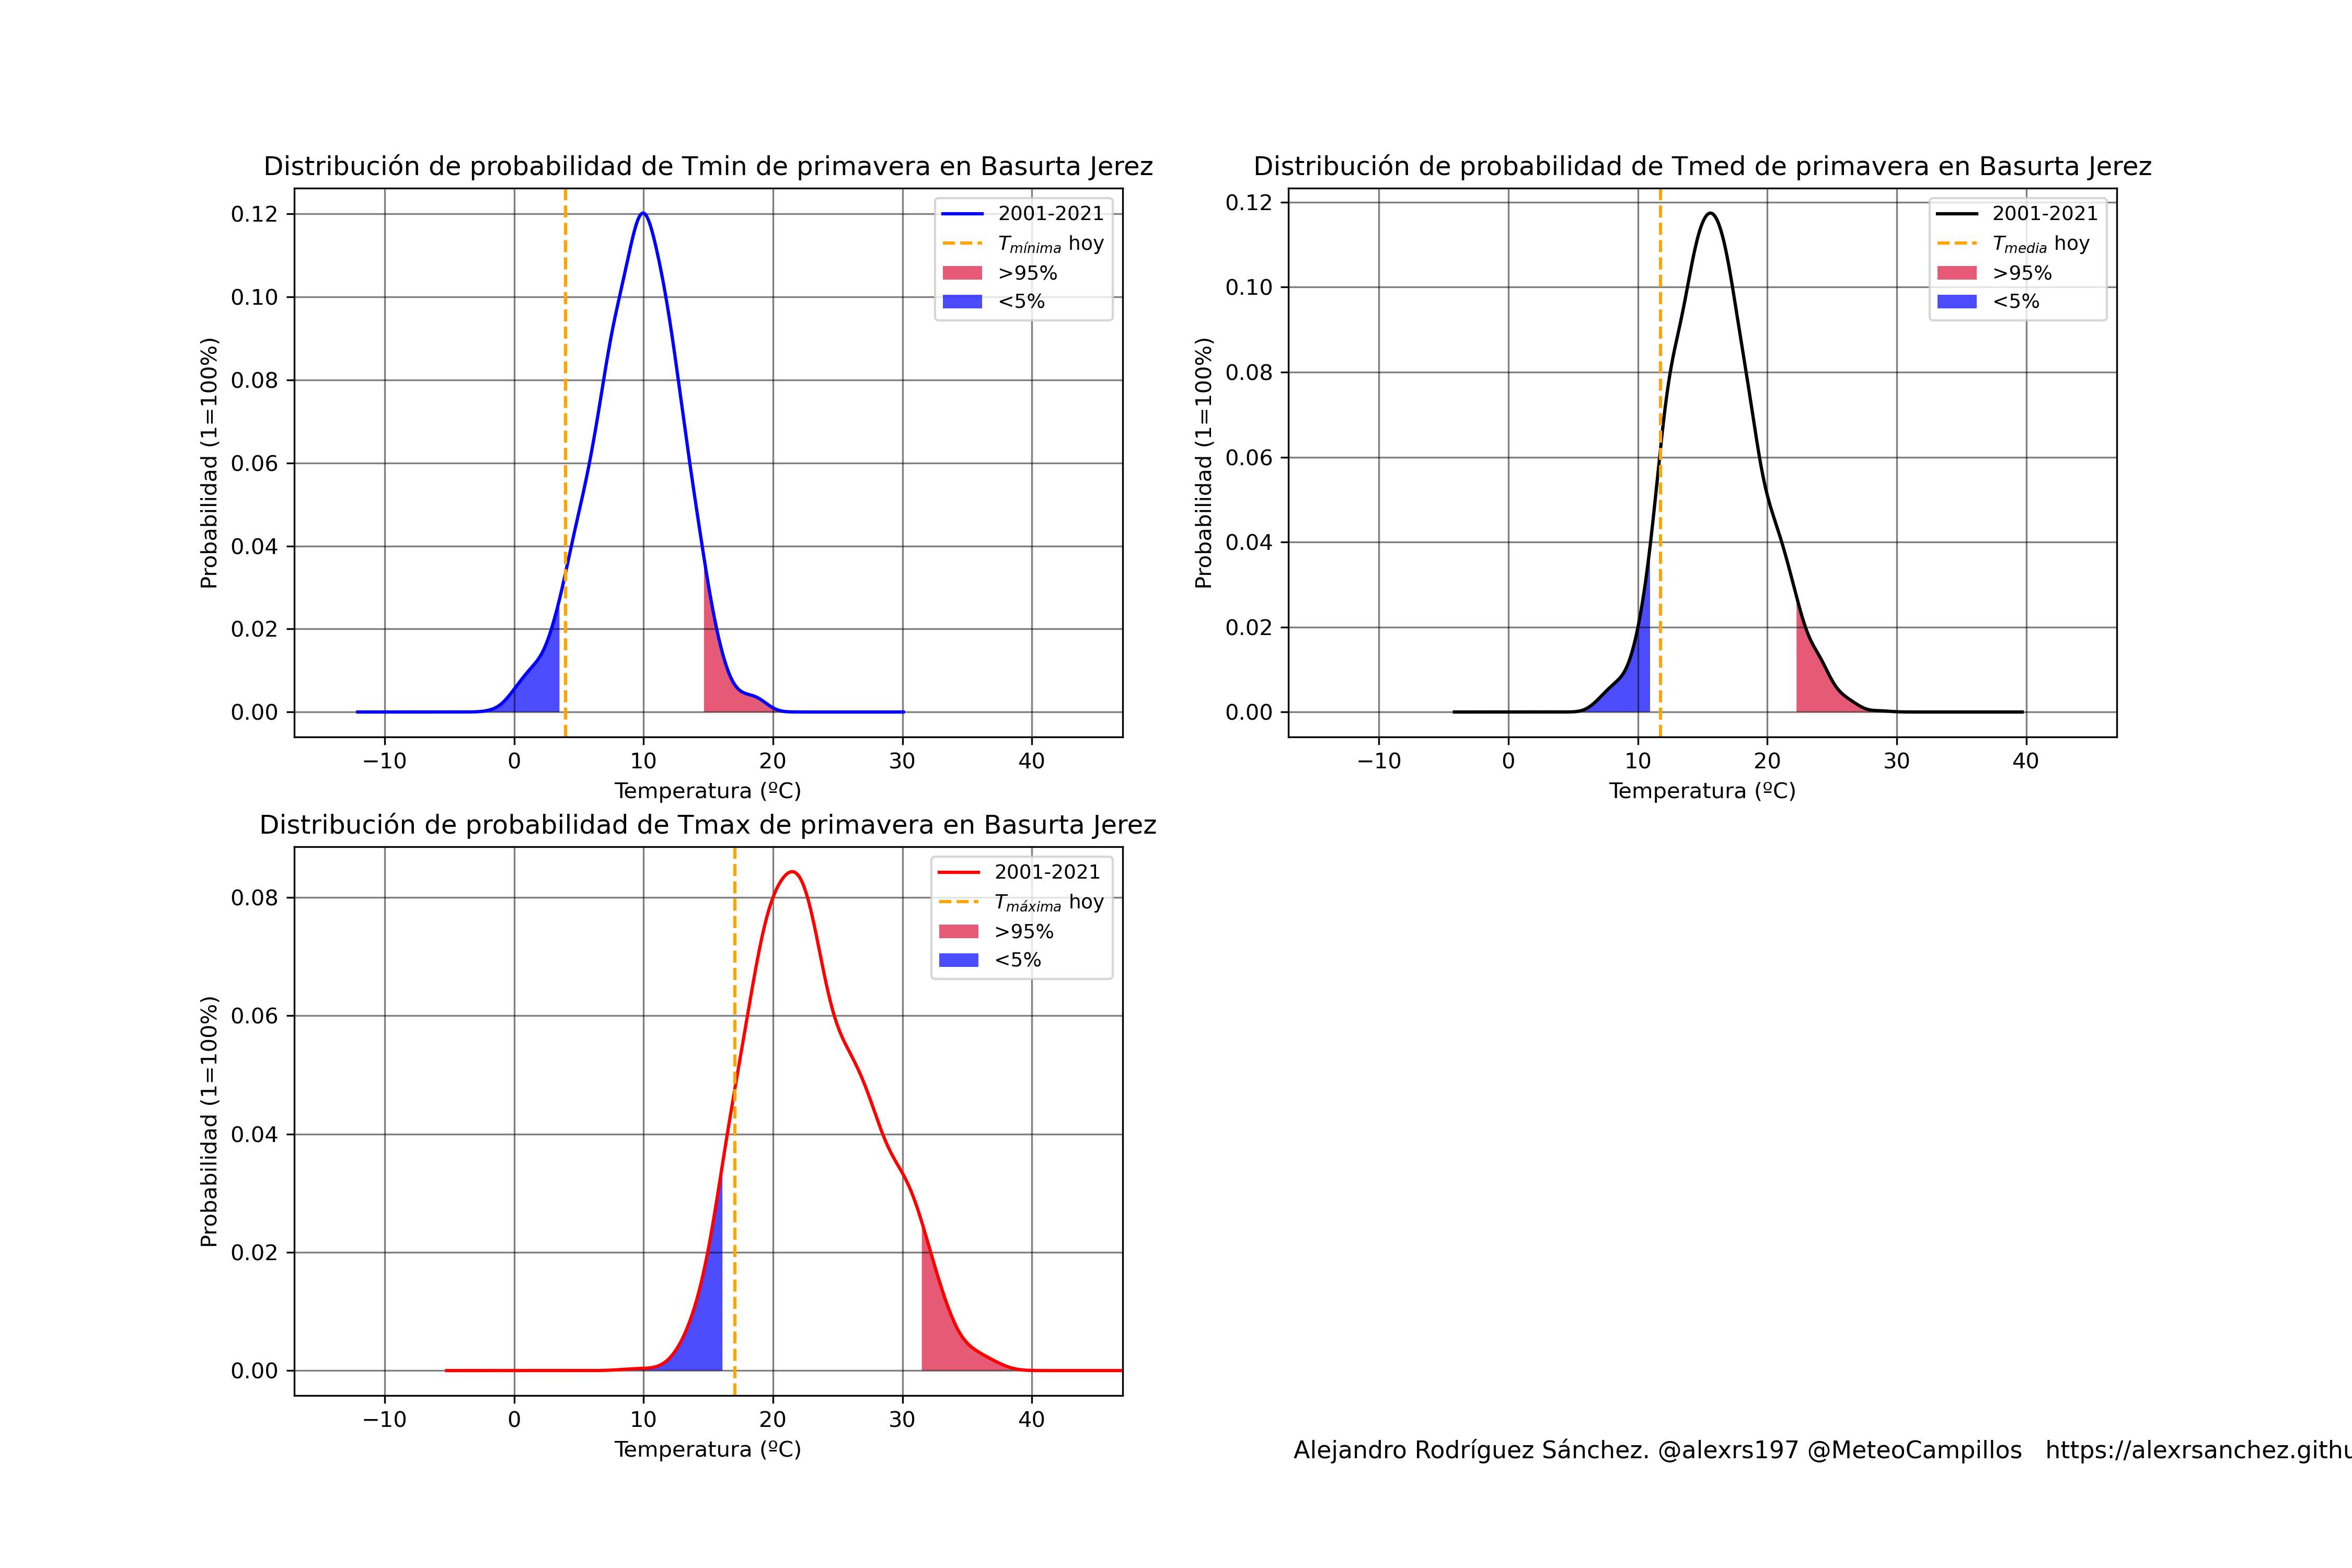 Distribución de probabilidad de Tmin de primavera en Basurta Jerez
0.12
0.10
0.08
0.06
0.04
0.02
0.00
Probabilidad (1=100%)
2001-2021
Tmínima hoy
>95%
<5%
−10 0 10 20 30 40
Temperatura (ºC)
Distribución de probabilidad de Tmed de primavera en Basurta Jerez
0.12
0.10
0.08
0.06
0.04
0.02
0.00
Probabilidad (1=100%)
2001-2021
Tmedia hoy
>95%
<5%
−10 0 10 20 30 40
Temperatura (ºC)
Distribución de probabilidad de Tmax de primavera en Basurta Jerez
0.08
0.06
0.04
0.02
0.00
Probabilidad (1=100%)
2001-2021
Tmáxima hoy
>95%
<5%
−10 0 10 20 30 40
Temperatura (ºC)
Alejandro Rodríguez Sánchez. @alexrs197 @MeteoCampillos https://alexrsanchez.githu